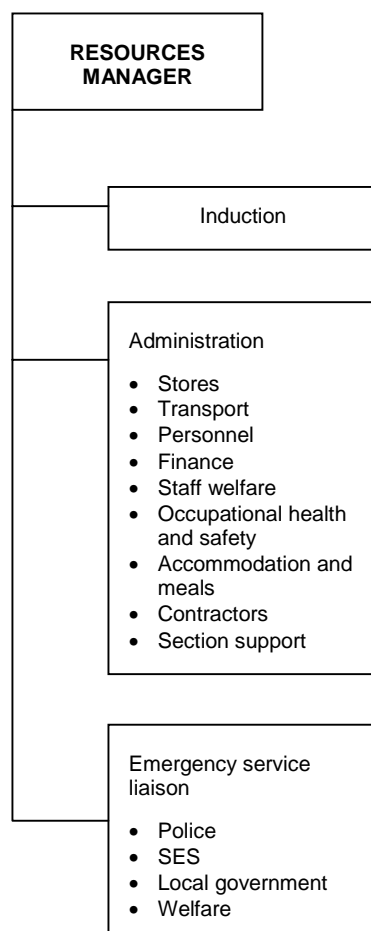 RESOURCES
MANAGER
Induction
Administration
• Stores
• Transport
• Personnel
• Finance
• Staff welfare
• Occupational health
and safety
• Accommodation and
meals
• Contractors
• Section support
Emergency service
liaison
• Police
• SES
• Local government
• Welfare